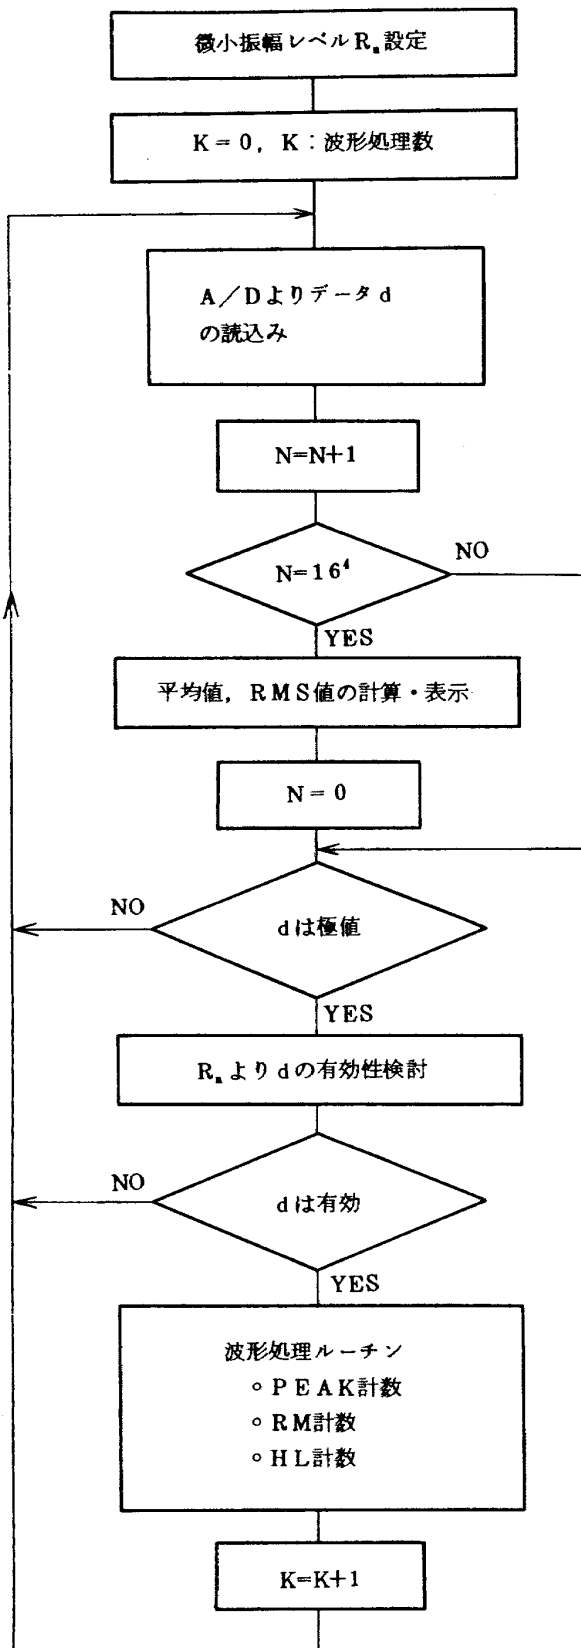 微小振幅レベルRₙ設定
K=0, K:波形処理数
A/Dよりデータd
の読込み
N=N+1
N=16⁴
NO
YES
平均値, RMS値の計算・表示
N=0
NO
dは極値
YES
Rₙよりdの有効性検討
NO
dは有効
YES
波形処理ルーチン
○PEAK計数
○RM計数
○HL計数
K=K+1